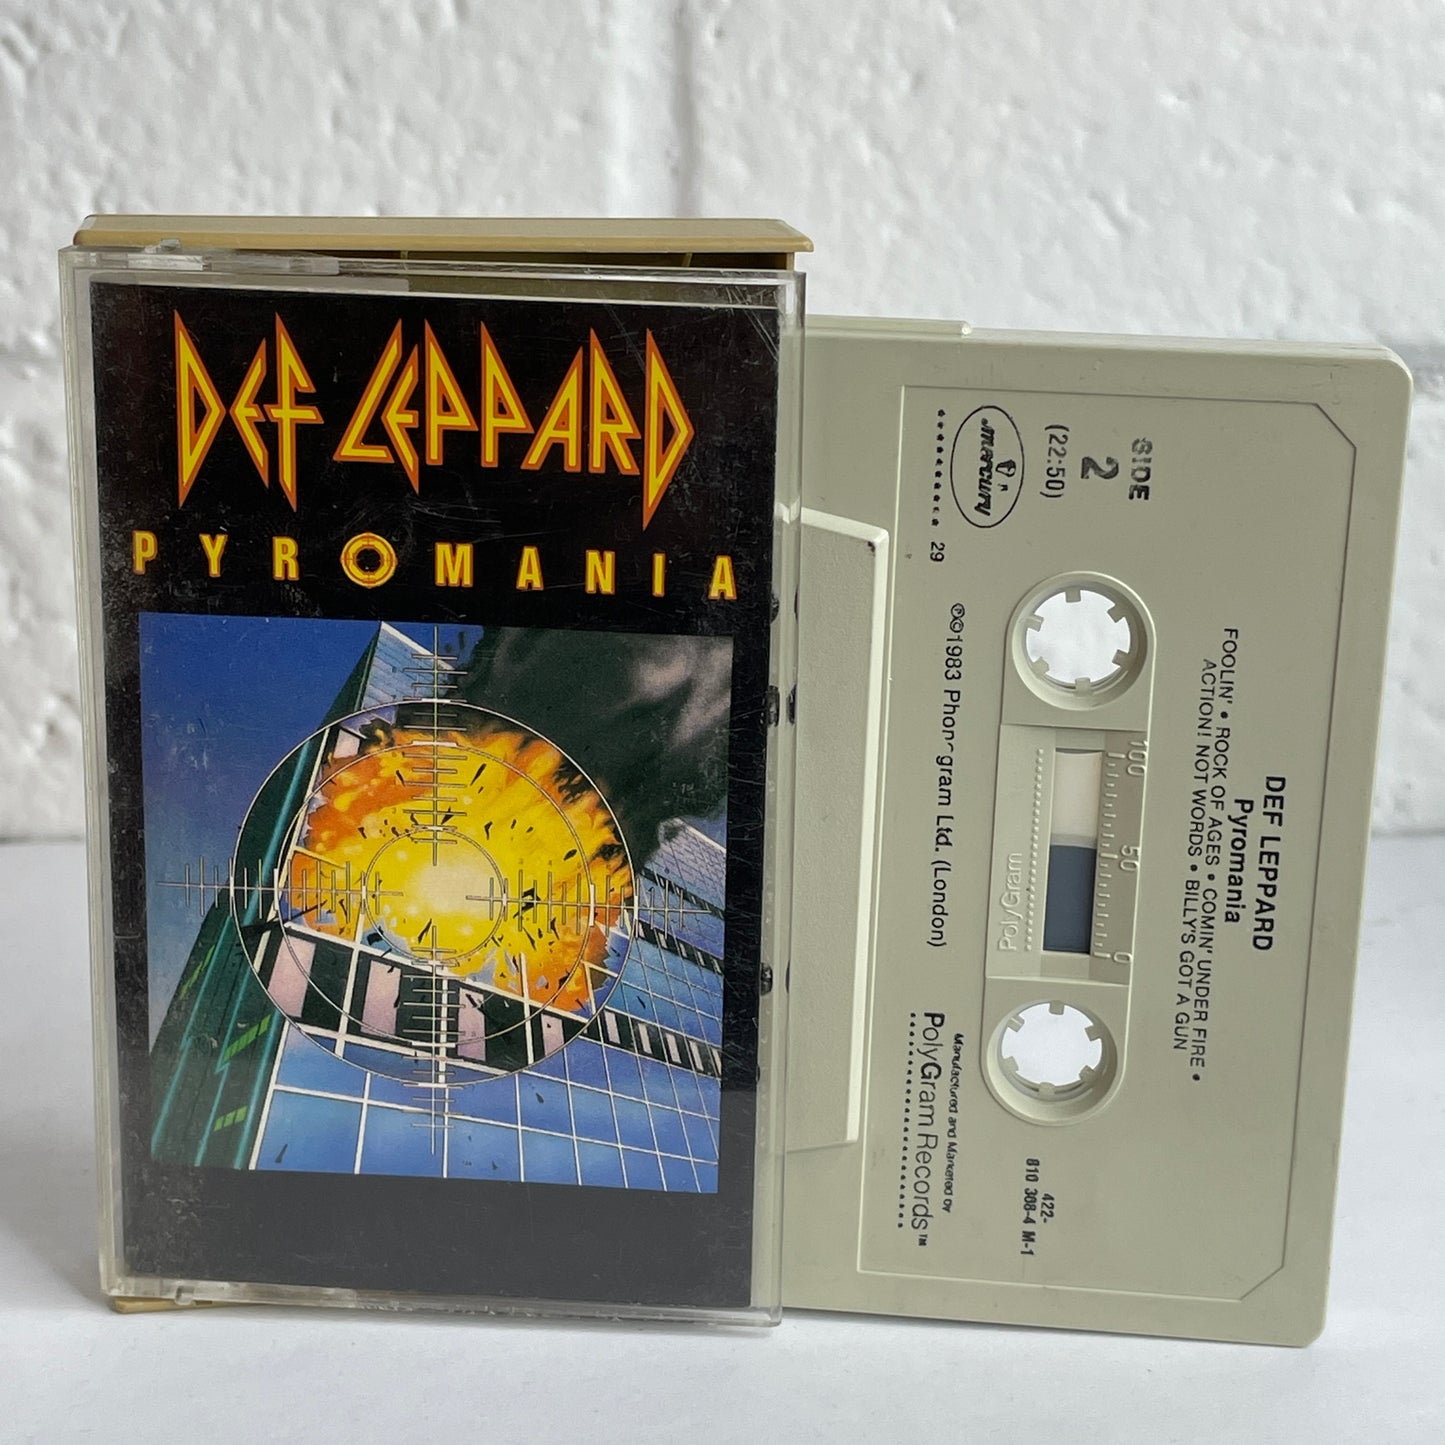 DEF LEPPARD
PYROMANIA
DEF LEPPARD
Pyromania
FOOLIN' • ROCK OF AGES • COMIN' UNDER FIRE •
ACTION! NOT WORDS • BILLY'S GOT A GUN
SIDE
2
(22:50)
mercury
29
100 50 0
PolyGram
422-
810 308-4 M-1
℗©1983 Phonogram Ltd. (London)
Manufactured and Marketed by
PolyGram Records™